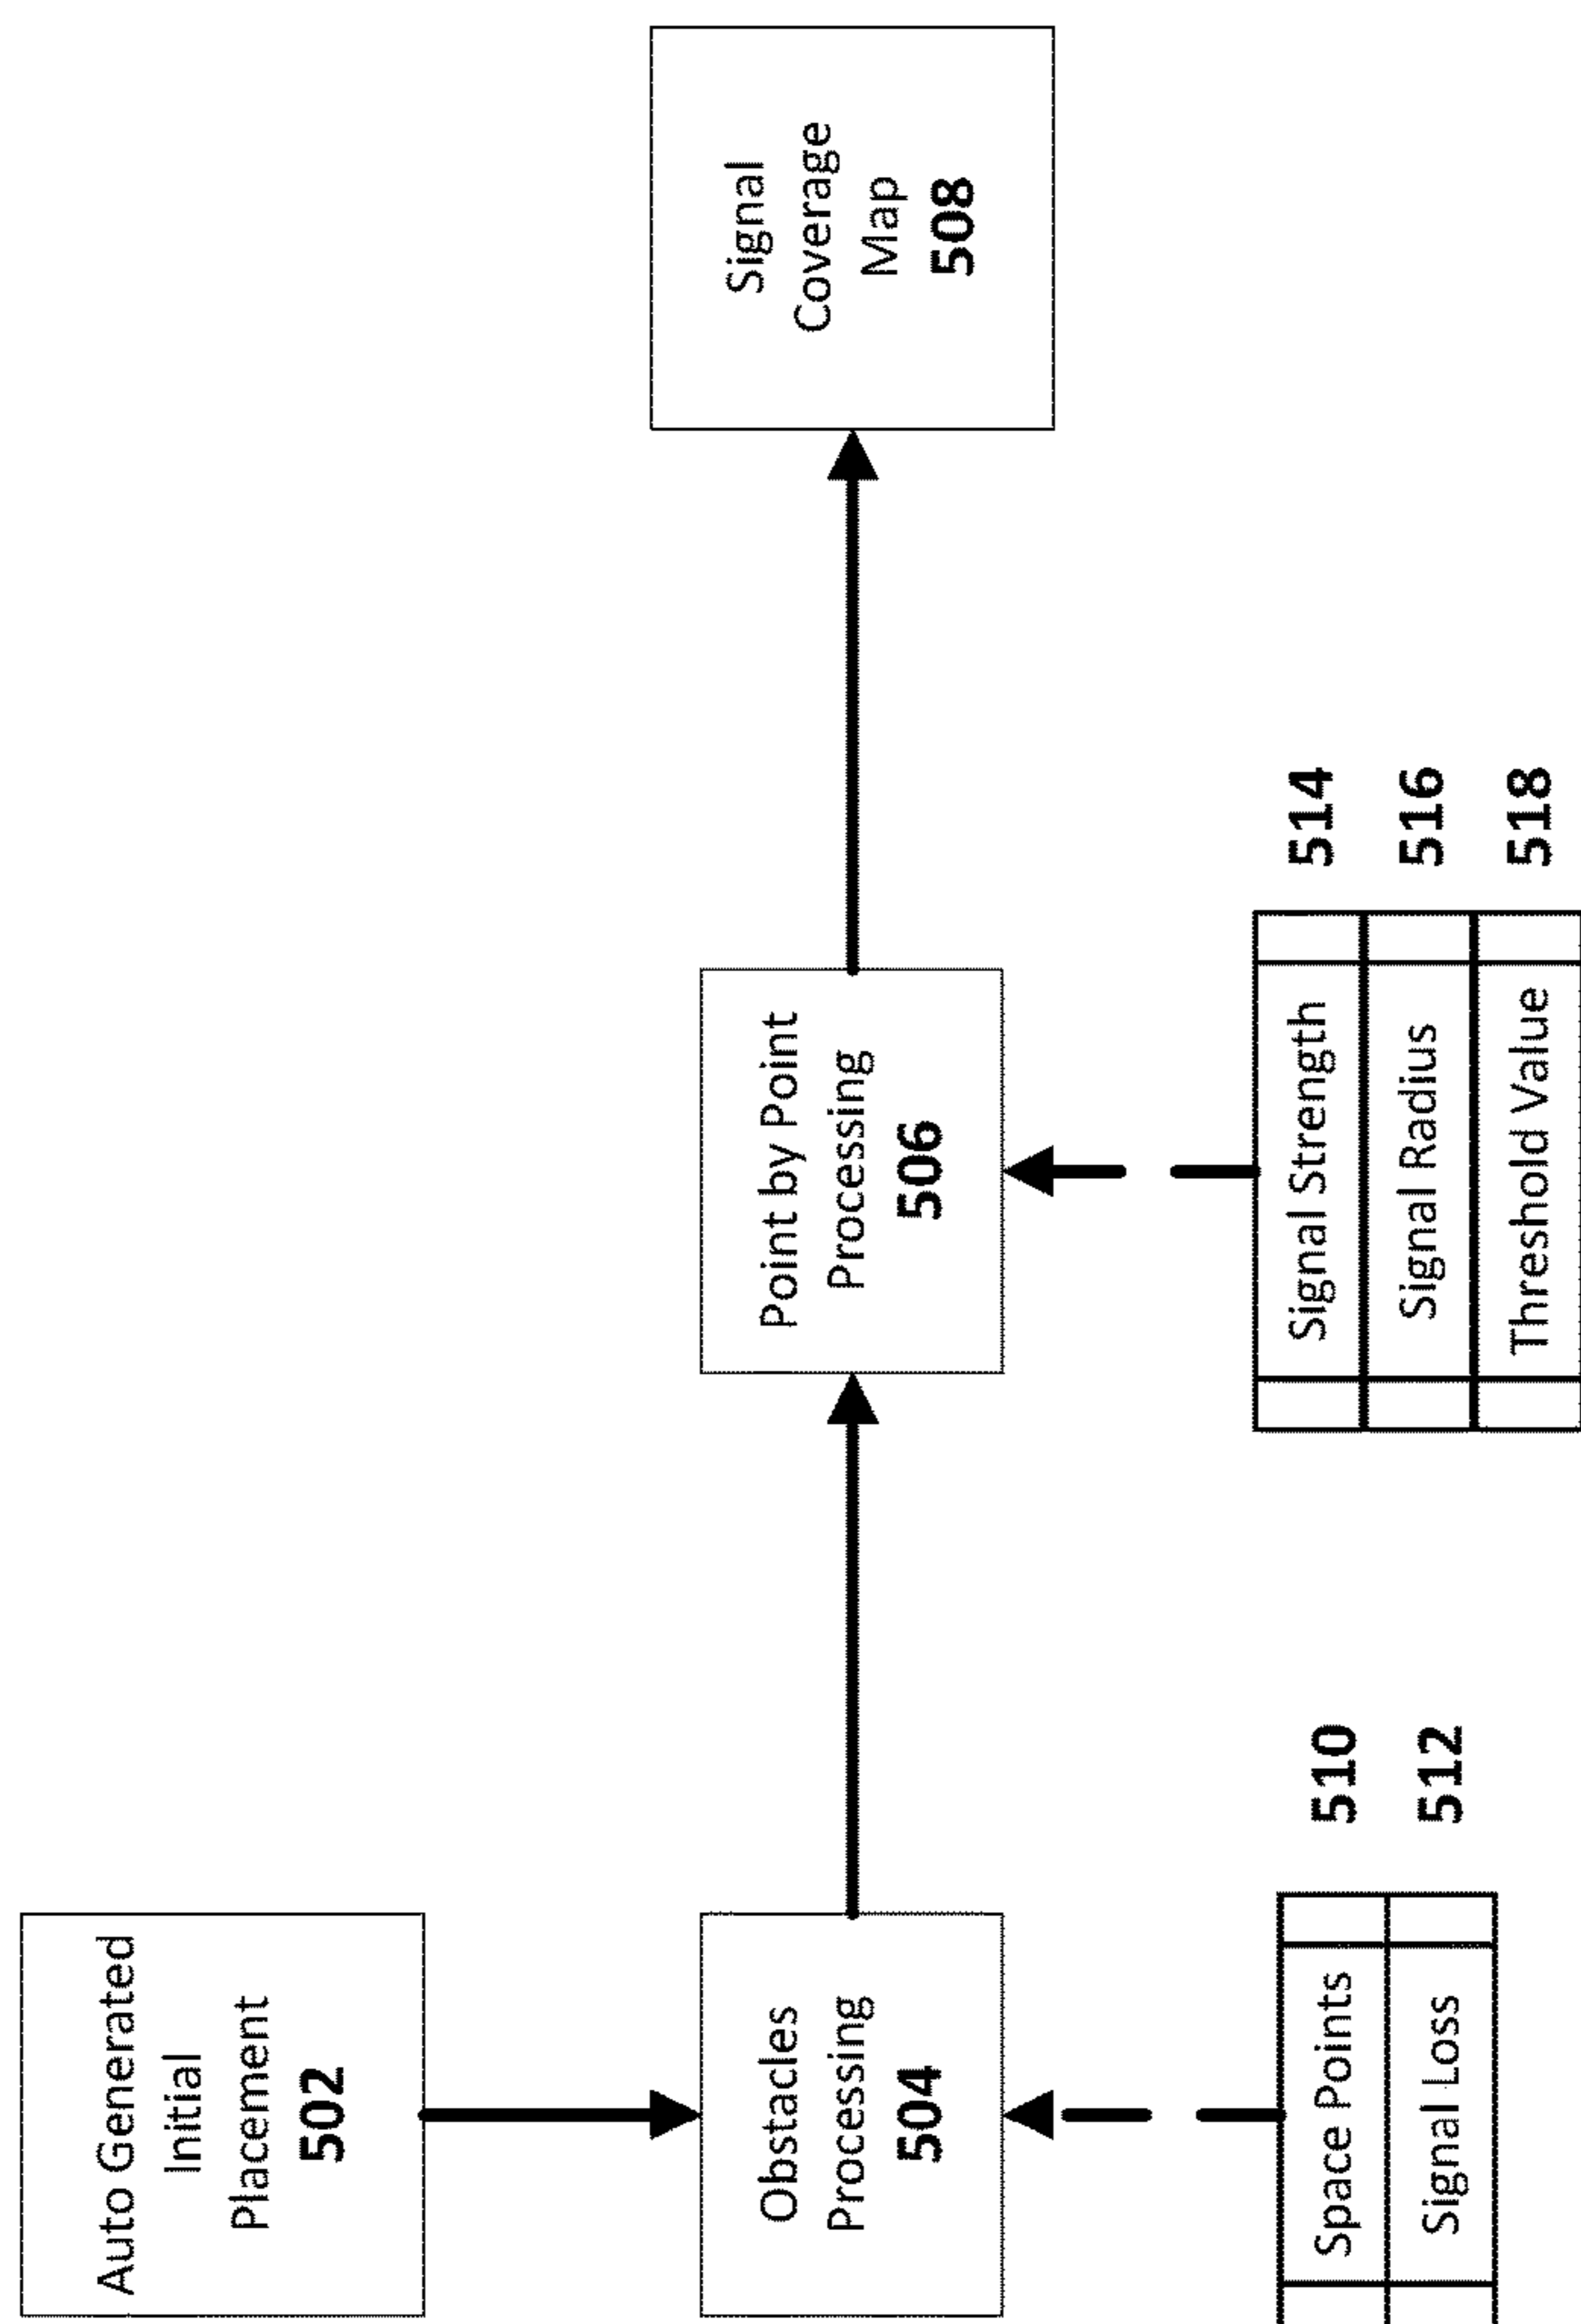 Auto Generated
Initial
Placement
502
Obstacles
Processing
504
Point by Point
Processing
506
Signal
Coverage
Map
508
Space Points
510
Signal Loss
512
Signal Strength
514
Signal Radius
516
Threshold Value
518